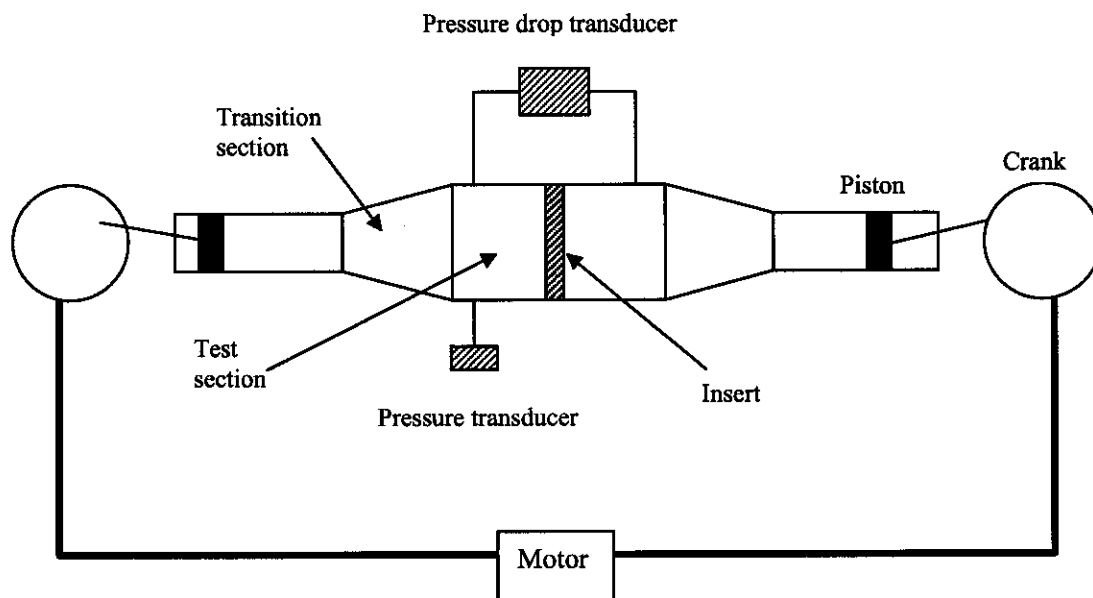 Pressure drop transducer
Transition
section
Crank
Piston
Test
section
Insert
Pressure transducer
Motor